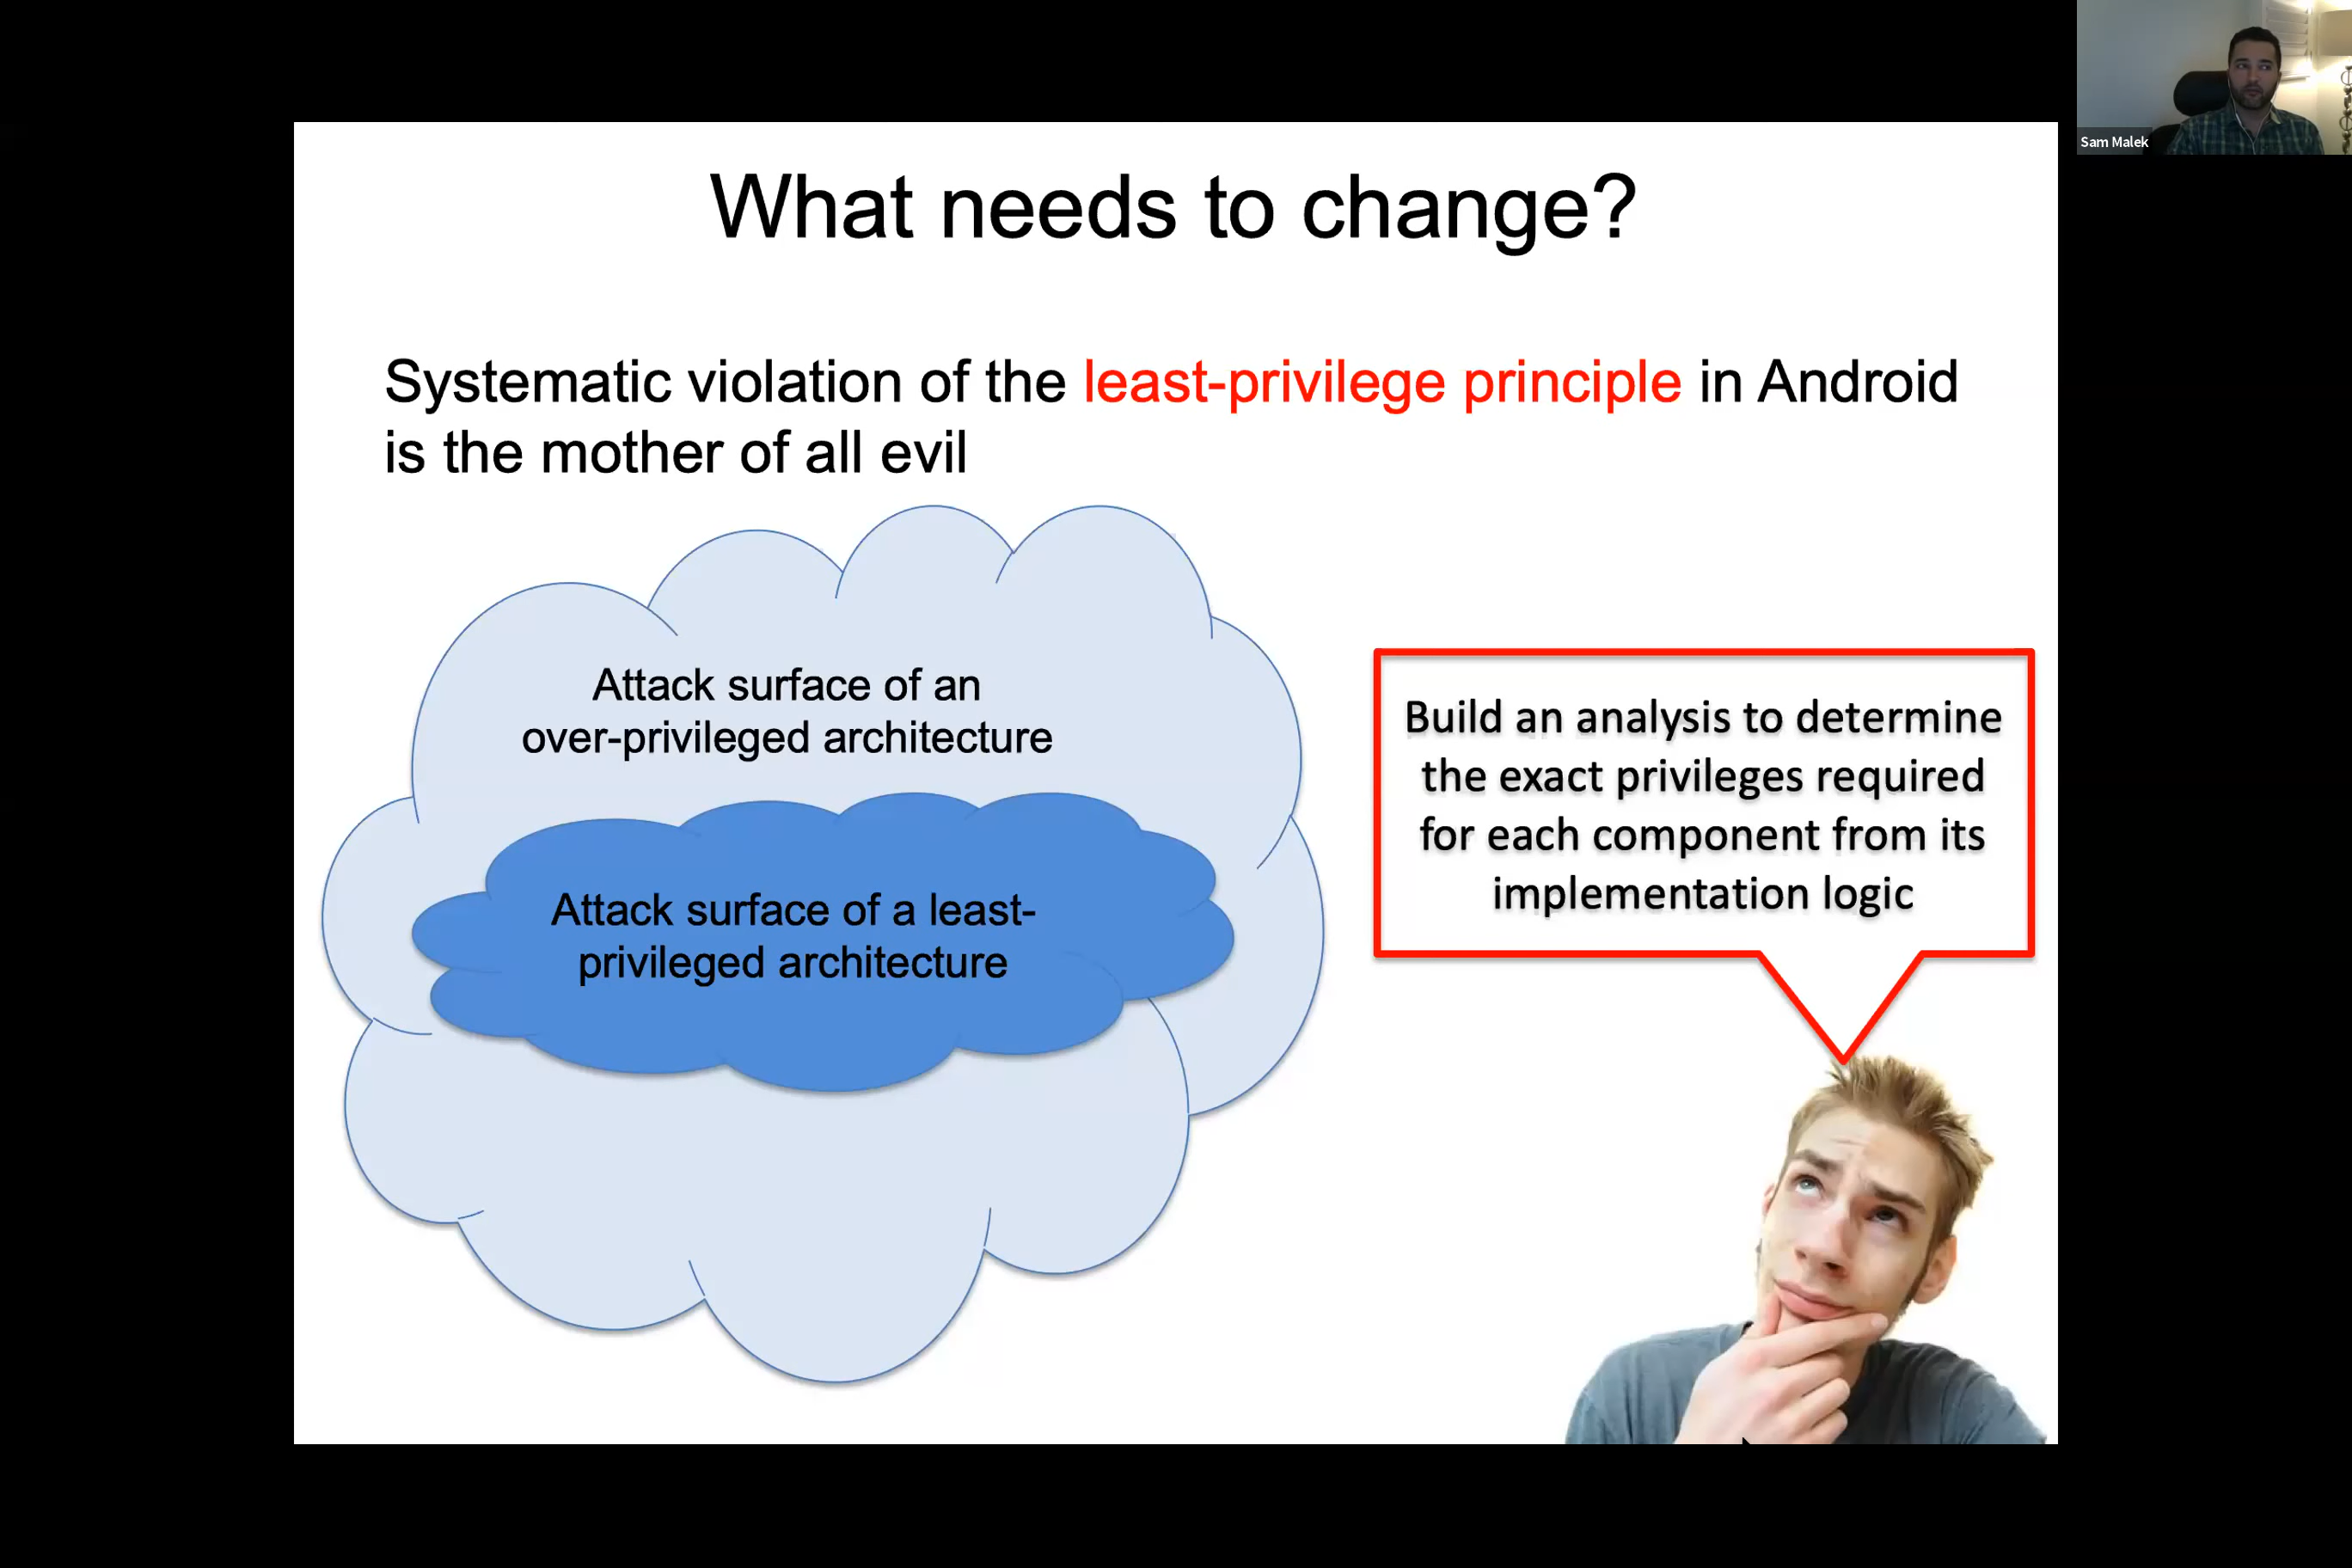 Sam Malek
What needs to change?
Systematic violation of the least-privilege principle in Android
is the mother of all evil
Attack surface of an
over-privileged architecture
Attack surface of a least-
privileged architecture
Build an analysis to determine
the exact privileges required
for each component from its
implementation logic